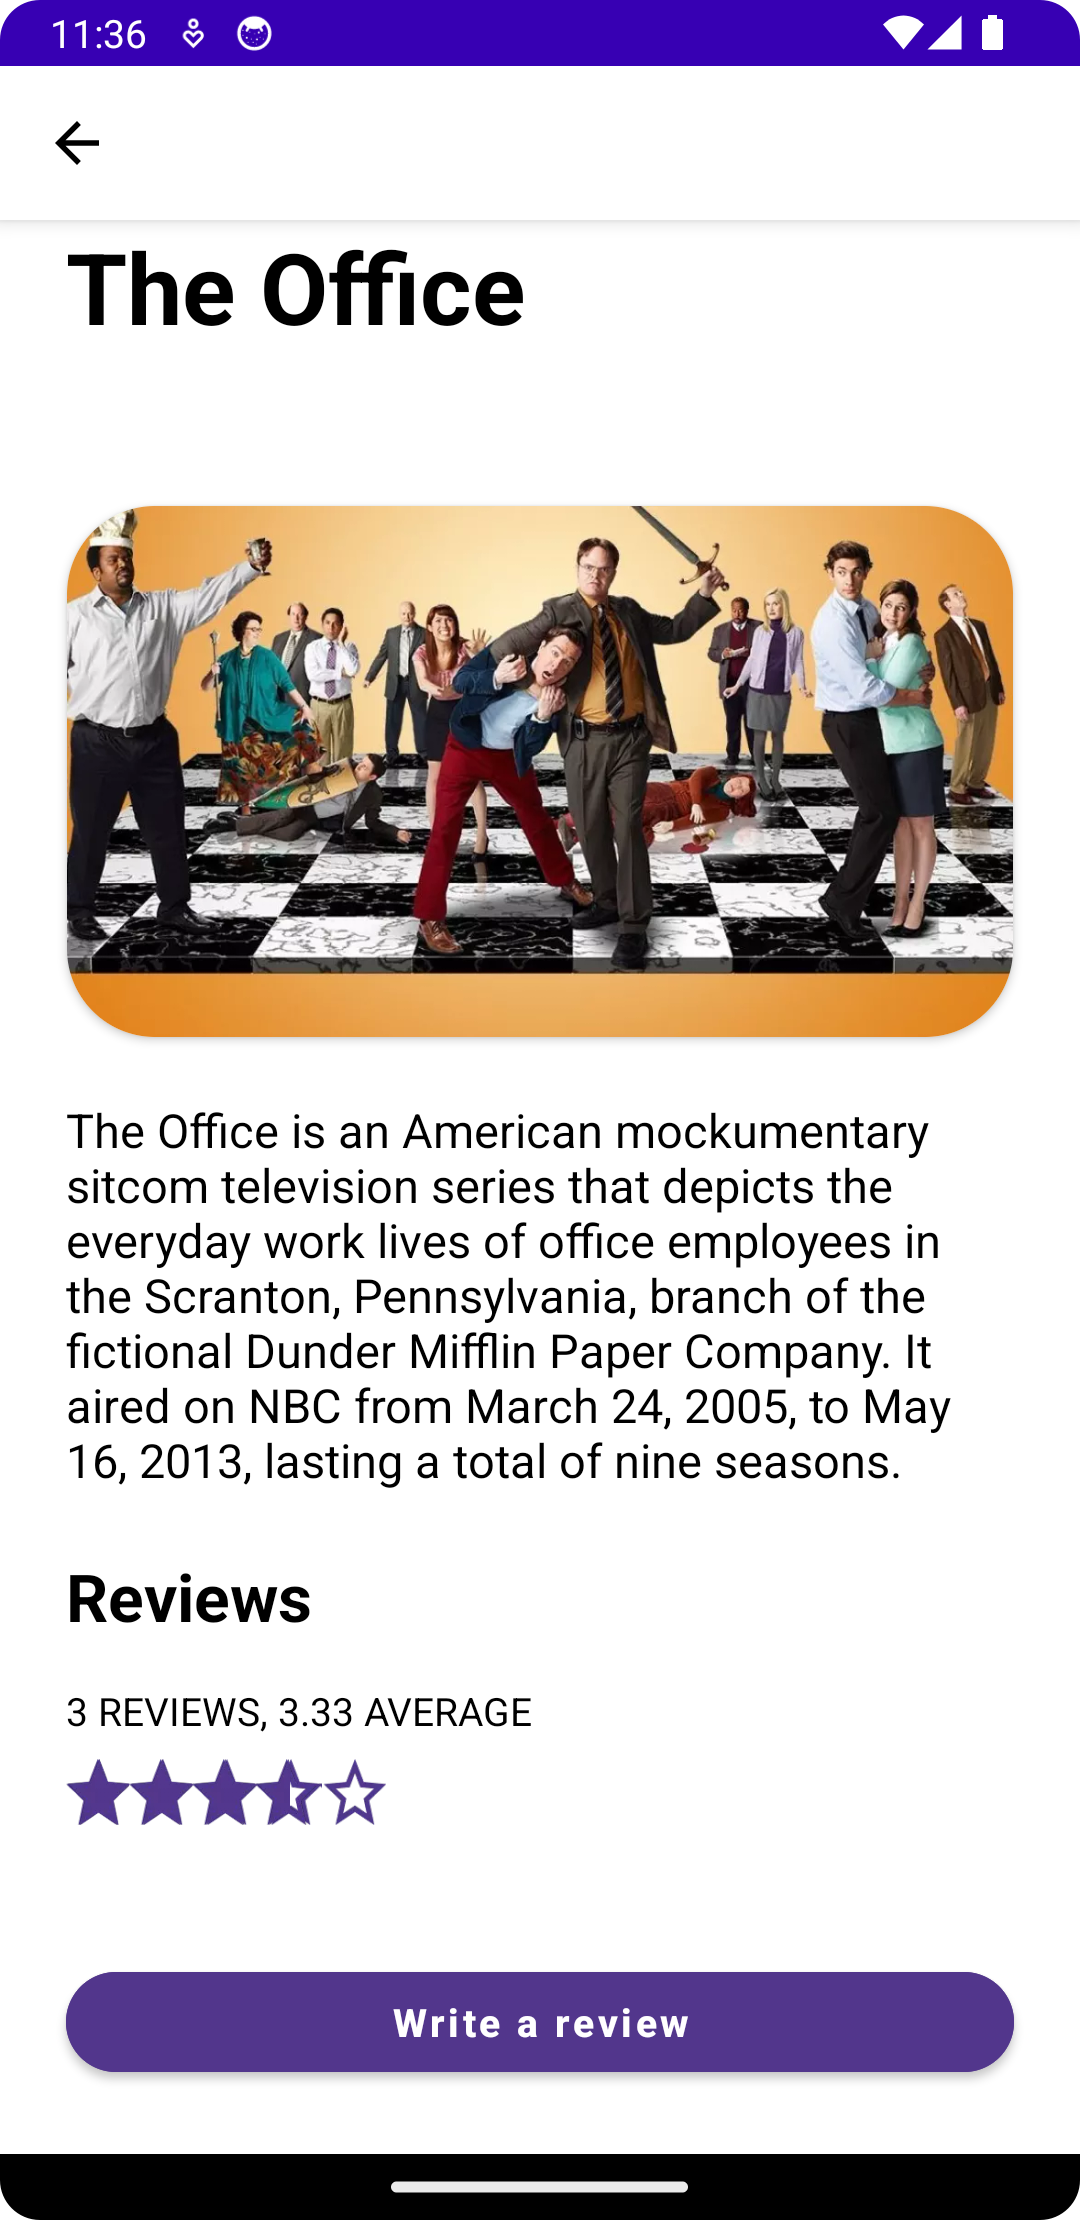 11:36
The Office
The Office is an American mockumentary
sitcom television series that depicts the
everyday work lives of office employees in
the Scranton, Pennsylvania, branch of the
fictional Dunder Mifflin Paper Company. It
aired on NBC from March 24, 2005, to May
16, 2013, lasting a total of nine seasons.
Reviews
3 REVIEWS, 3.33 AVERAGE
Write a review